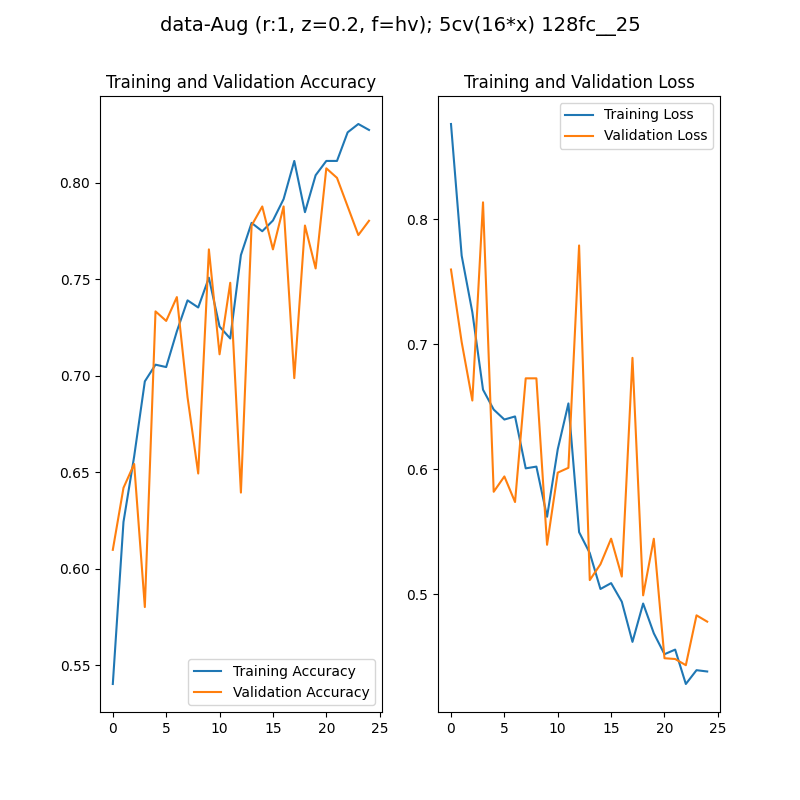 data-Aug (r:1, z=0.2, f=hv); 5cv(16*x) 128fc__25
Training and Validation Accuracy
0.80
0.75
0.70
0.65
0.60
0.55
Training Accuracy
Validation Accuracy
0 5 10 15 20 25
Training and Validation Loss
Training Loss
Validation Loss
0.8
0.7
0.6
0.5
0 5 10 15 20 25